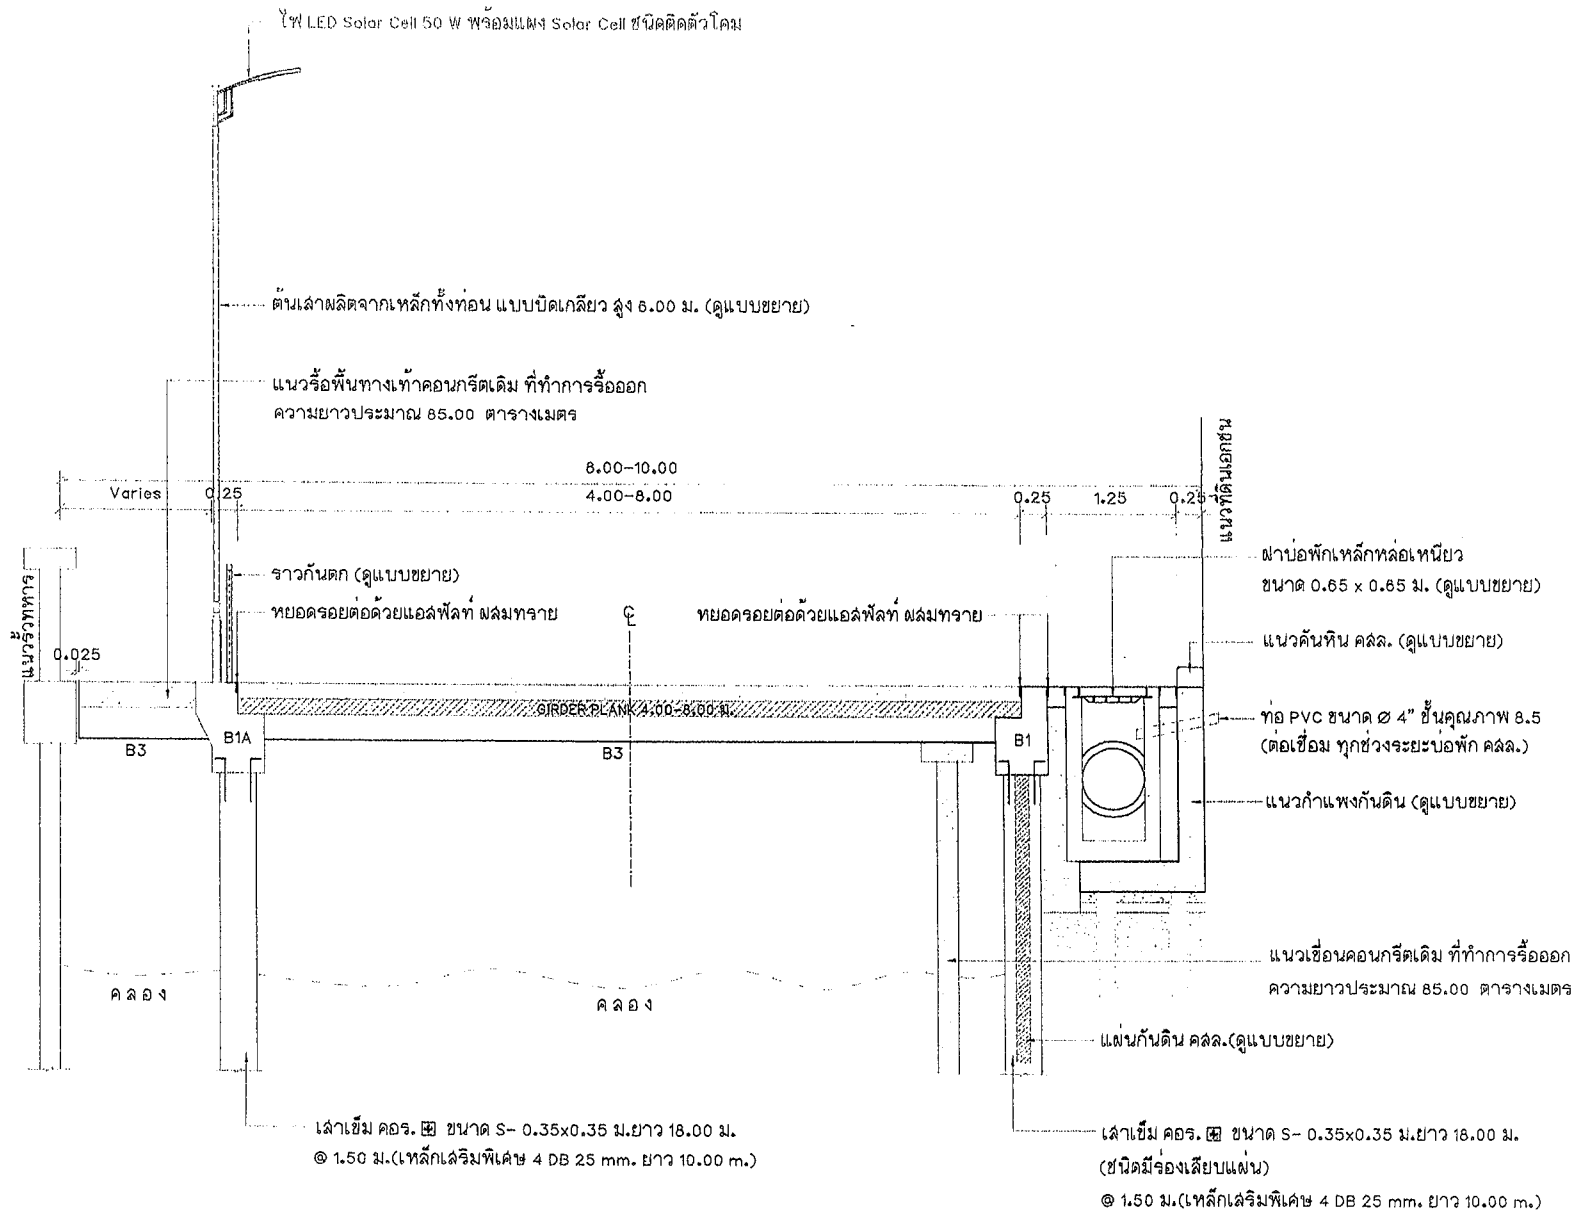 ไฟ LED Solar Cell 50 W พร้อมแผง Solar Cell ชนิดติดตัวโคม
ต้นเสาผลิตจากเหล็กทั้งท่อน แบบบิดเกลียว สูง 6.00 ม. (ดูแบบขยาย)
แนวรื้อพื้นทางเท้าคอนกรีตเดิม ที่ทำการรื้อออก
ความยาวประมาณ 85.00 ตารางเมตร
แนวที่ดินเอกชน
8.00-10.00
Varies
0.25
4.00-8.00
0.25
1.25
0.25
ฝาบ่อพักเหล็กหล่อเหนียว
ขนาด 0.65 x 0.65 ม. (ดูแบบขยาย)
แนวรั้วทหาร
ราวกันตก (ดูแบบขยาย)
หยอดรอยต่อด้วยแอสฟัลท์ ผสมทราย
℄
หยอดรอยต่อด้วยแอสฟัลท์ ผสมทราย
แนวคันหิน คสล. (ดูแบบขยาย)
0.025
GIRDER PLANK 4.00-8.00 ม.
ท่อ PVC ขนาด Ø 4" ชั้นคุณภาพ 8.5
(ต่อเชื่อม ทุกช่วงระยะบ่อพัก คสล.)
B3
B1A
B3
B1
แนวกำแพงกันดิน (ดูแบบขยาย)
แนวเขื่อนคอนกรีตเดิม ที่ทำการรื้อออก
ความยาวประมาณ 85.00 ตารางเมตร
คลอง
คลอง
แผ่นกันดิน คสล.(ดูแบบขยาย)
เสาเข็ม คอร. ขนาด S- 0.35x0.35 ม.ยาว 18.00 ม.
@ 1.50 ม.(เหล็กเสริมพิเศษ 4 DB 25 mm. ยาว 10.00 m.)
เสาเข็ม คอร. ขนาด S- 0.35x0.35 ม.ยาว 18.00 ม.
(ชนิดมีร่องเสียบแผ่น)
@ 1.50 ม.(เหล็กเสริมพิเศษ 4 DB 25 mm. ยาว 10.00 m.)